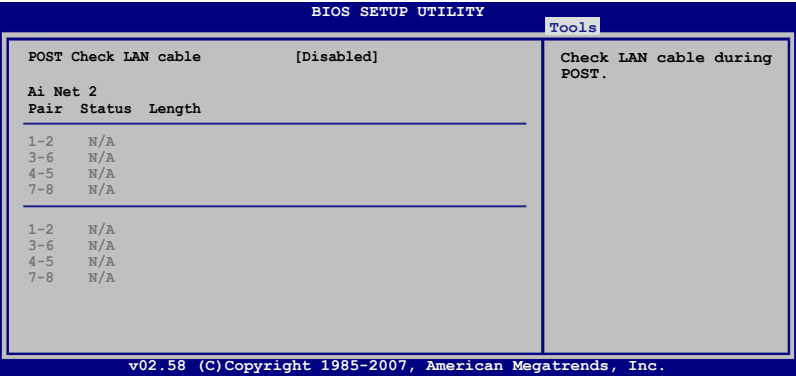 BIOS SETUP UTILITY
Tools
POST Check LAN cable [Disabled]
Ai Net 2
Pair Status Length
1-2 N/A
3-6 N/A
4-5 N/A
7-8 N/A
1-2 N/A
3-6 N/A
4-5 N/A
7-8 N/A
Check LAN cable during
POST.
v02.58 (C)Copyright 1985-2007, American Megatrends, Inc.